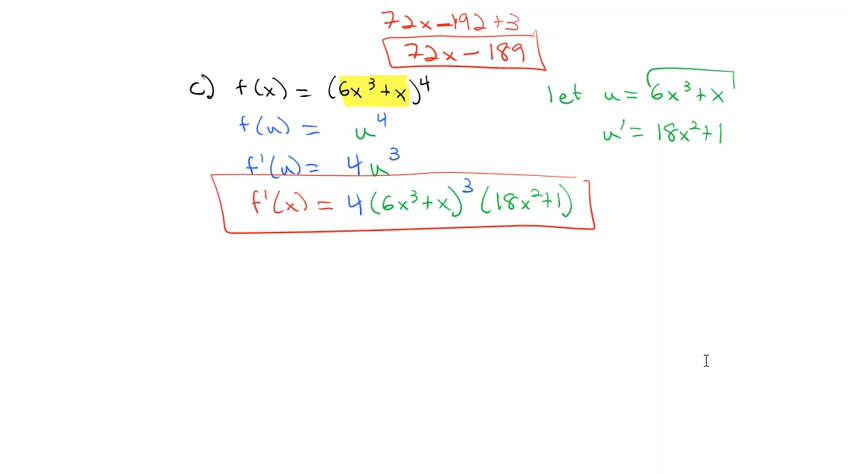 72x - 192 + 3
72x - 189
c) f(x) = (6x³ + x)⁴
let u = 6x³ + x
f(u) = u⁴
u' = 18x² + 1
f'(u) = 4u³
f'(x) = 4(6x³ + x)³ (18x² + 1)